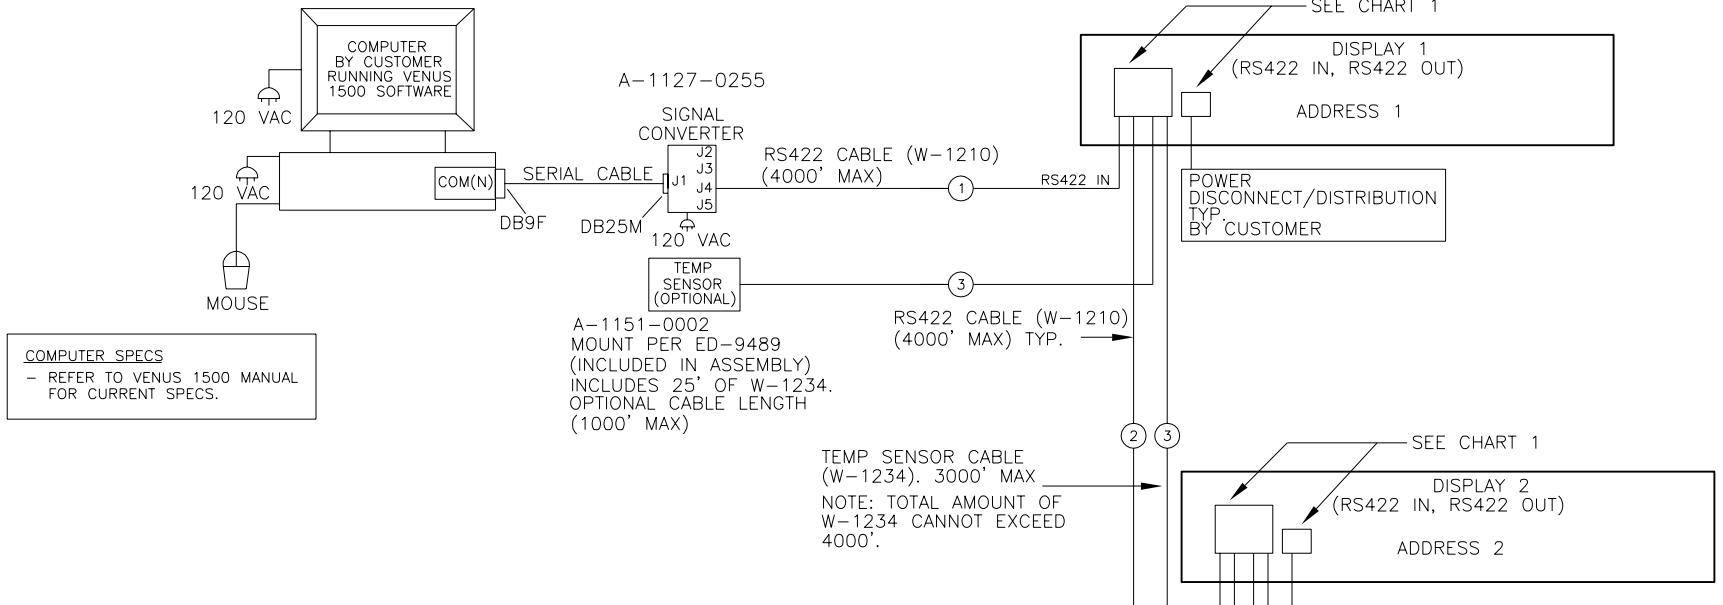 SEE CHART 1
COMPUTER
BY CUSTOMER
RUNNING VENUS
1500 SOFTWARE
120 VAC
A-1127-0255
SIGNAL
CONVERTER
DISPLAY 1
(RS422 IN, RS422 OUT)
ADDRESS 1
120 VAC
COM(N)
SERIAL CABLE
DB9F
DB25M
J1
J2
J3
J4
J5
120 VAC
RS422 CABLE (W-1210)
(4000' MAX)
1
RS422 IN
POWER
DISCONNECT/DISTRIBUTION
TYP.
BY CUSTOMER
MOUSE
TEMP
SENSOR
(OPTIONAL)
3
A-1151-0002
MOUNT PER ED-9489
(INCLUDED IN ASSEMBLY)
INCLUDES 25' OF W-1234.
OPTIONAL CABLE LENGTH
(1000' MAX)
RS422 CABLE (W-1210)
(4000' MAX) TYP.
COMPUTER SPECS
- REFER TO VENUS 1500 MANUAL
FOR CURRENT SPECS.
2
3
TEMP SENSOR CABLE
(W-1234). 3000' MAX
NOTE: TOTAL AMOUNT OF
W-1234 CANNOT EXCEED
4000'.
SEE CHART 1
DISPLAY 2
(RS422 IN, RS422 OUT)
ADDRESS 2